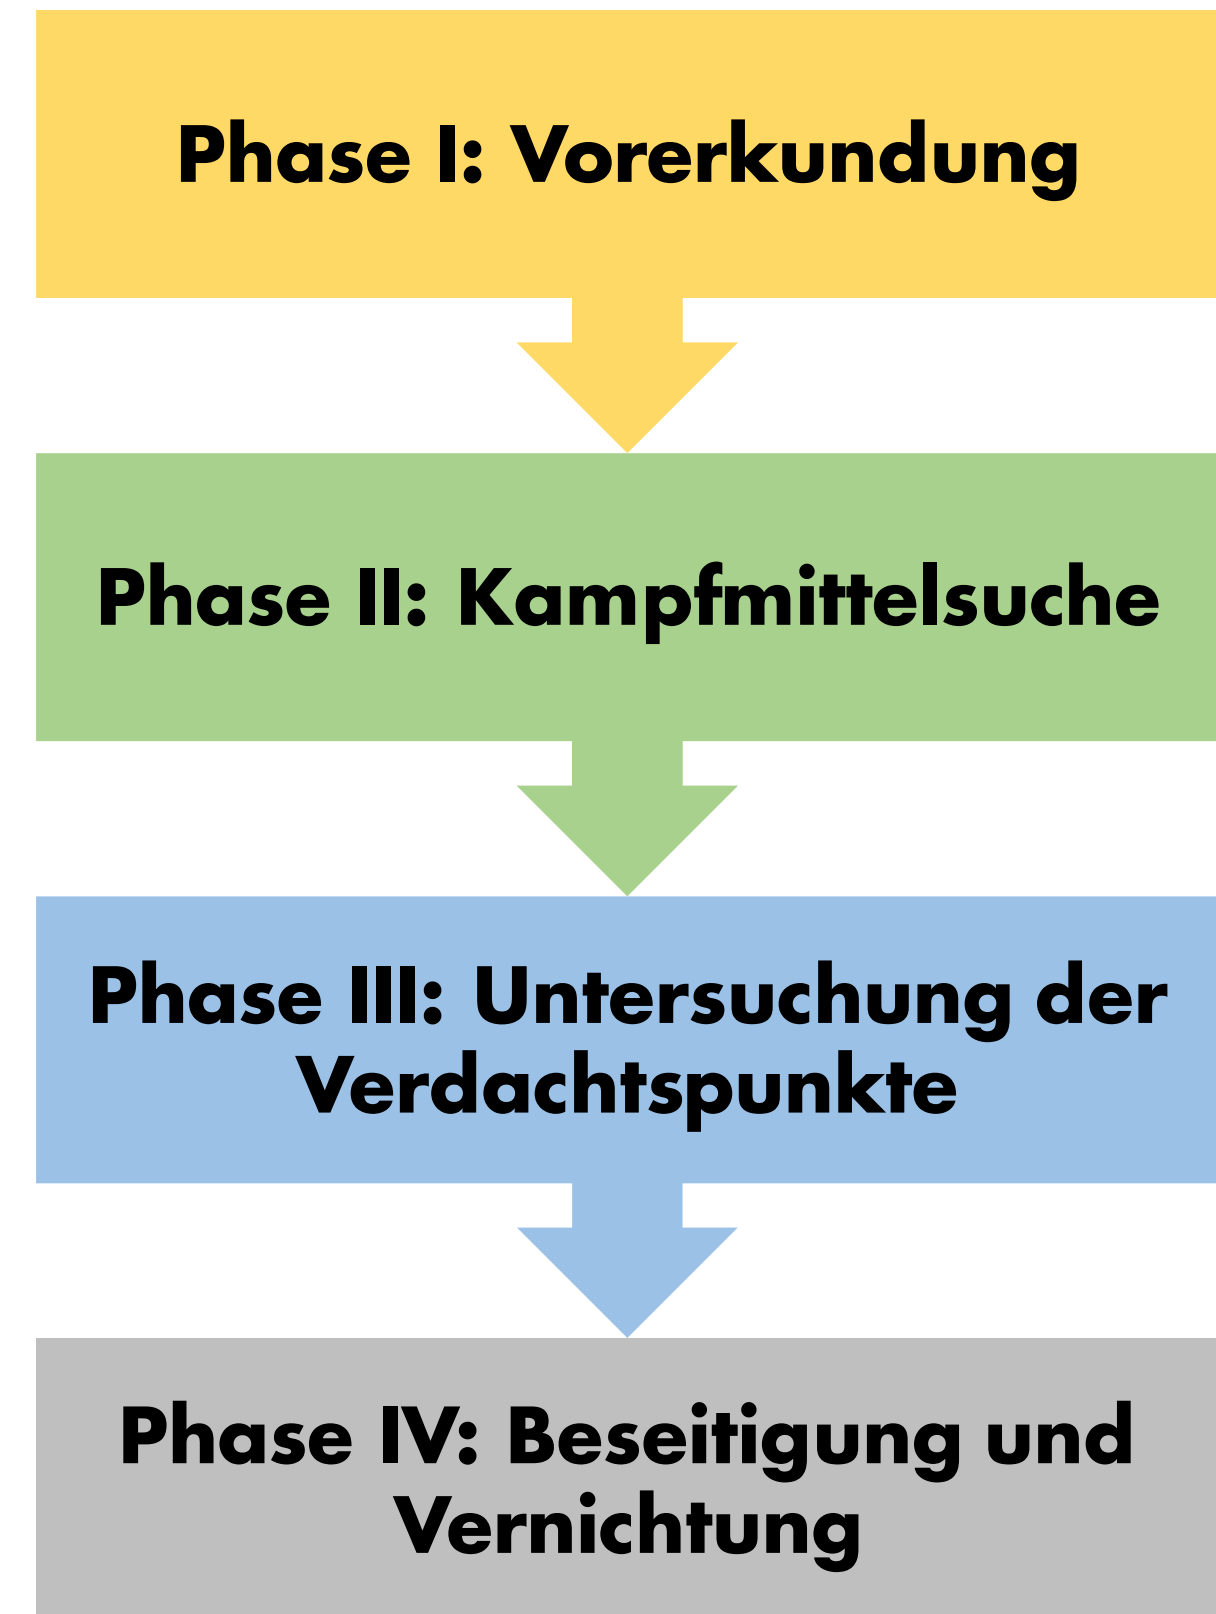 Phase I: Vorerkundung
Phase II: Kampfmittelsuche
Phase III: Untersuchung der
Verdachtspunkte
Phase IV: Beseitigung und
Vernichtung